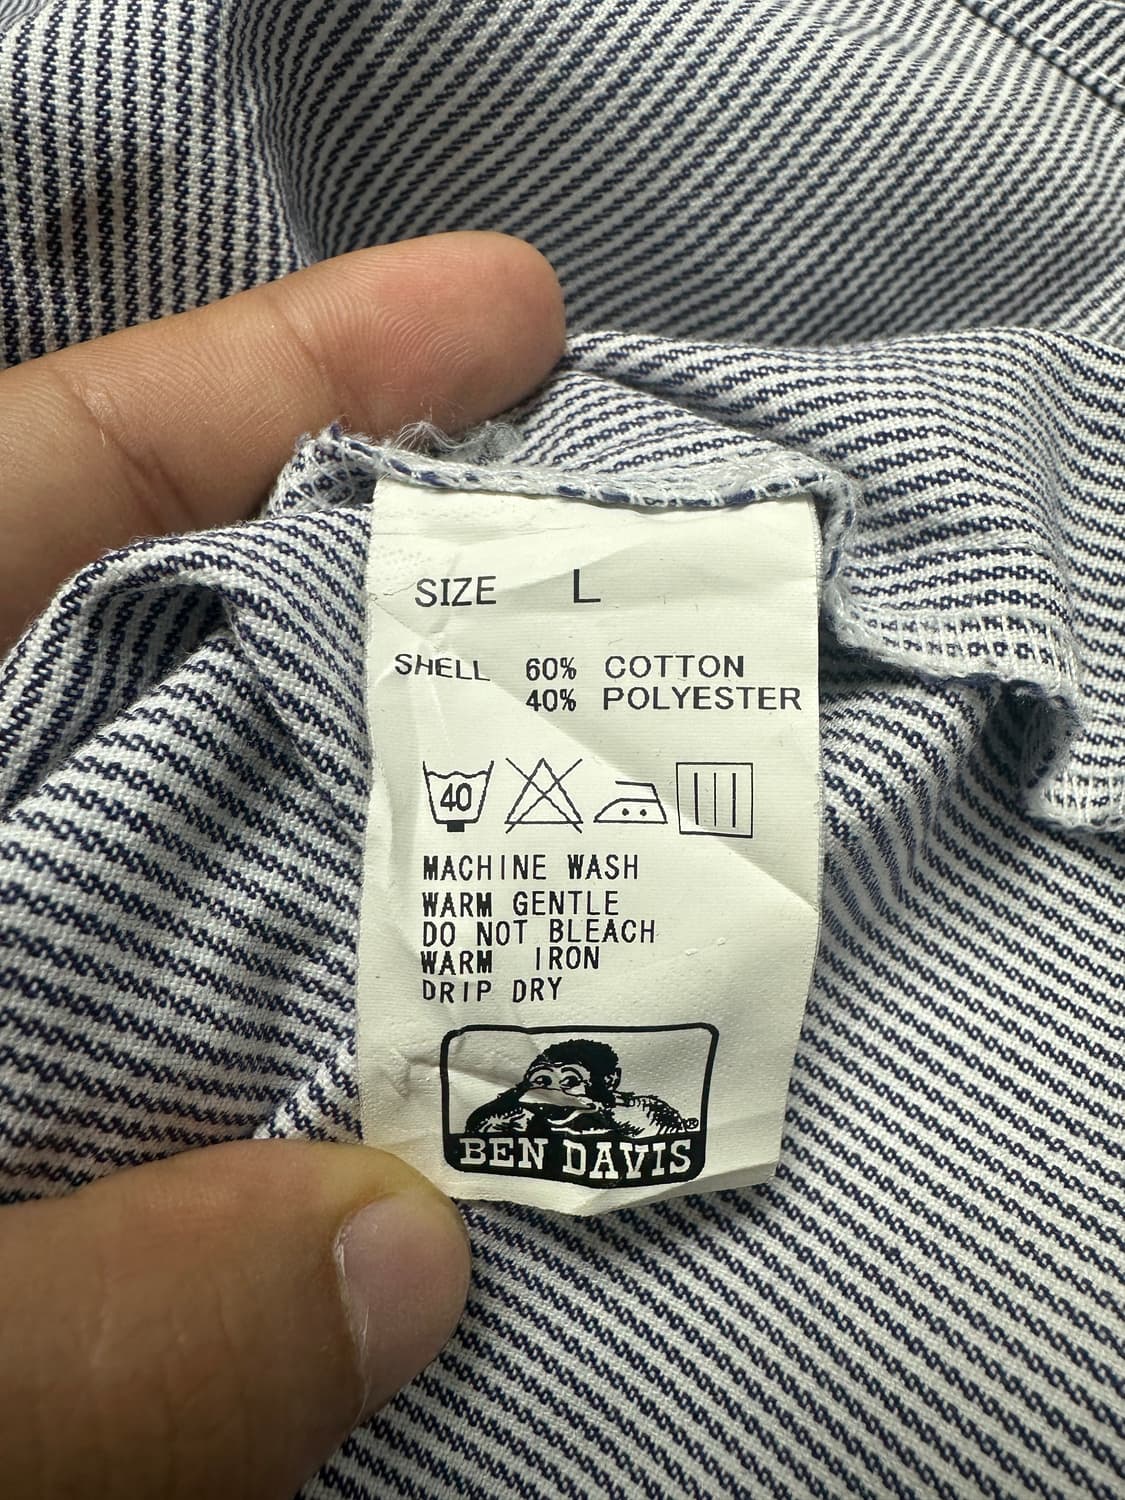 SIZE L
SHELL 60% COTTON
40% POLYESTER
40
MACHINE WASH
WARM GENTLE
DO NOT BLEACH
WARM IRON
DRIP DRY
BEN DAVIS®